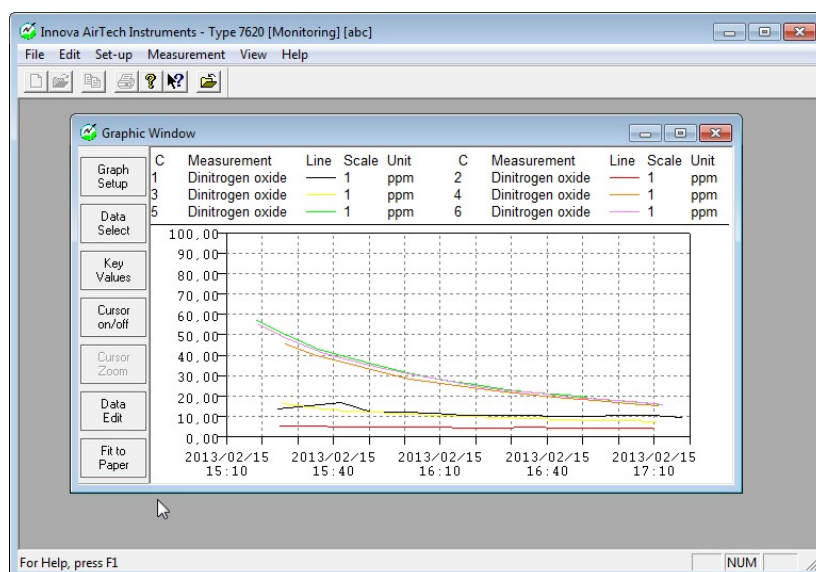 Innova AirTech Instruments - Type 7620 [Monitoring] [abc]
File Edit Set-up Measurement View Help
Graphic Window
Graph Setup
Data Select
Key Values
Cursor on/off
Cursor Zoom
Data Edit
Fit to Paper
C Measurement Line Scale Unit C Measurement Line Scale Unit
1 Dinitrogen oxide 1 ppm 2 Dinitrogen oxide 1 ppm
3 Dinitrogen oxide 1 ppm 4 Dinitrogen oxide 1 ppm
5 Dinitrogen oxide 1 ppm 6 Dinitrogen oxide 1 ppm
100,00
90,00
80,00
70,00
60,00
50,00
40,00
30,00
20,00
10,00
0,00
2013/02/15 2013/02/15 2013/02/15 2013/02/15 2013/02/15
15:10 15:40 16:10 16:40 17:10
For Help, press F1 NUM